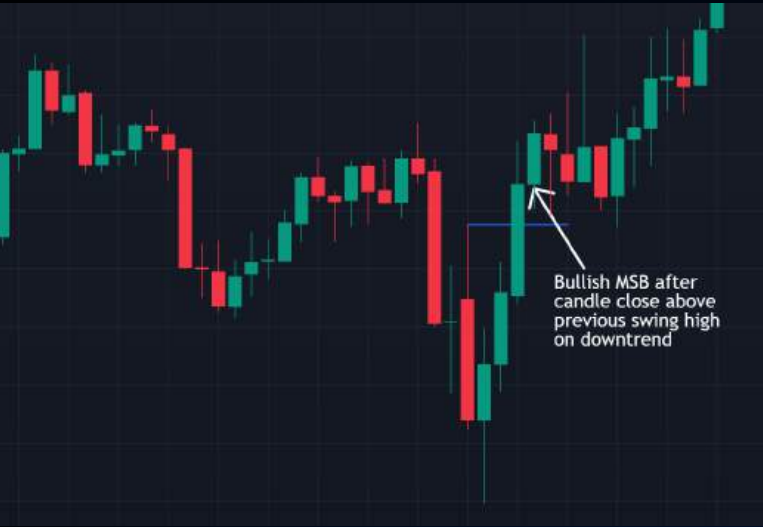 Bullish MSB after
candle close above
previous swing high
on downtrend